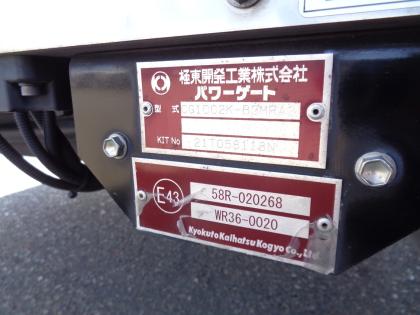 極東開発工業株式会社
パワーゲート
型 式
KIT No 21T058118N
E43
58R-020268
WR36-0020
Kyokuto Kaihatsu Kogyo Co., Ltd.